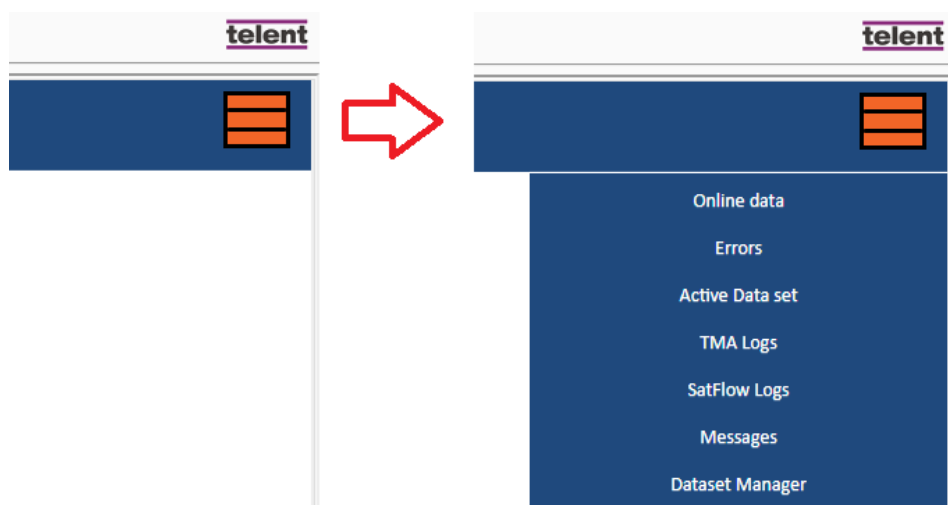 telent
telent
Online data
Errors
Active Data set
TMA Logs
SatFlow Logs
Messages
Dataset Manager